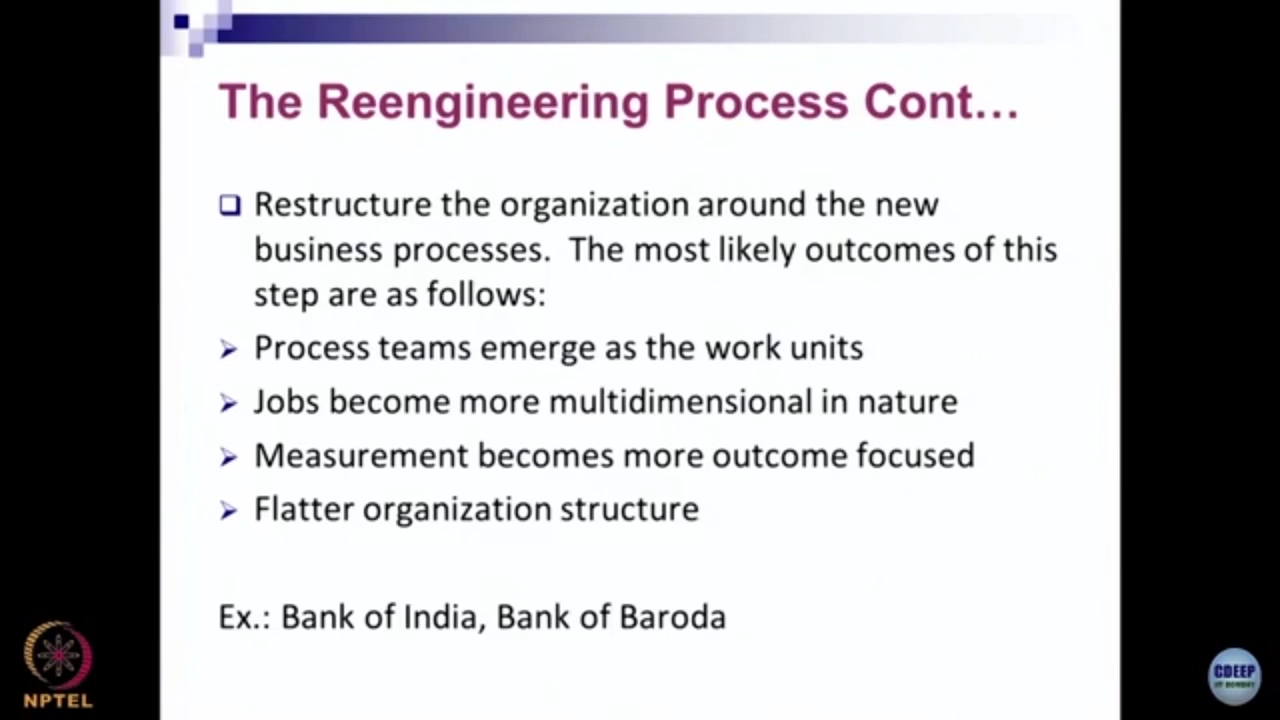 The Reengineering Process Cont...
Restructure the organization around the new
business processes. The most likely outcomes of this
step are as follows:
Process teams emerge as the work units
Jobs become more multidimensional in nature
Measurement becomes more outcome focused
Flatter organization structure
Ex.: Bank of India, Bank of Baroda
NPTEL
CDEEP
IIT BOMBAY